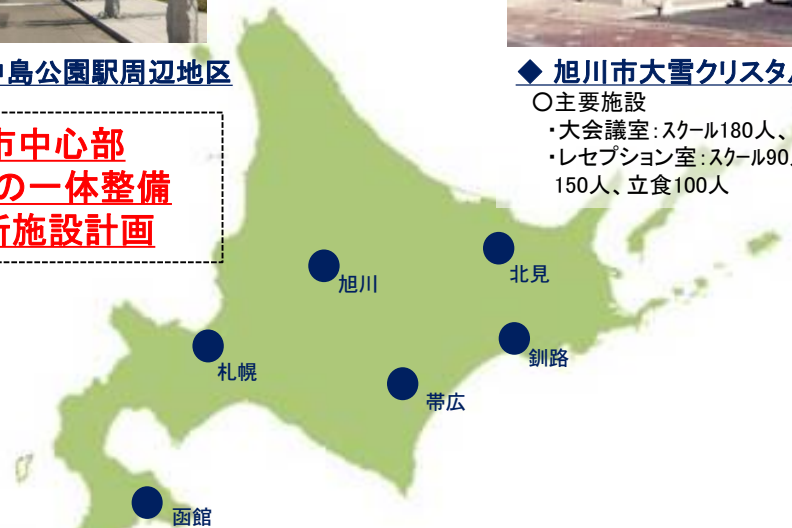 島公園駅周辺地区
市中心部
の一体整備
施設計画
◆ 旭川市大雪クリスタル
〇主要施設
・大会議室：スクール180人、
・レセプション室：スクール90人
150人、立食100人
旭川
北見
札幌
釧路
帯広
函館